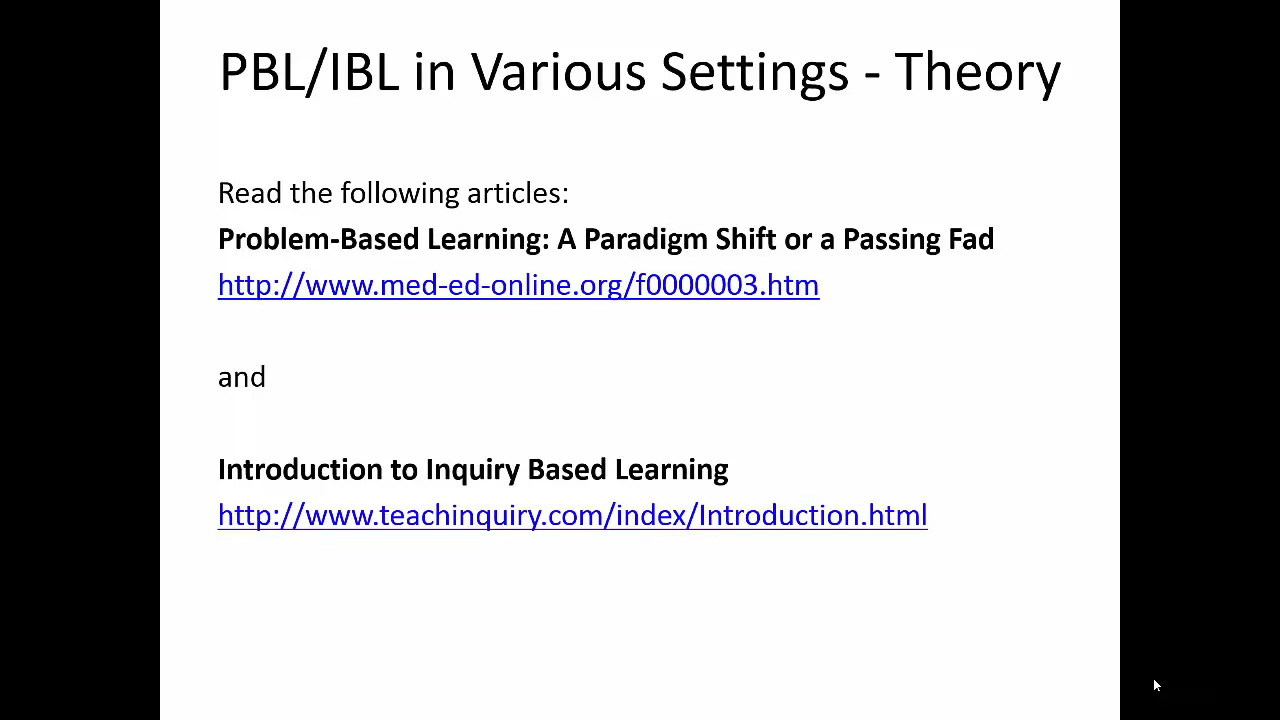 PBL/IBL in Various Settings - Theory
Read the following articles:
Problem-Based Learning: A Paradigm Shift or a Passing Fad
http://www.med-ed-online.org/f0000003.htm
and
Introduction to Inquiry Based Learning
http://www.teachinquiry.com/index/Introduction.html